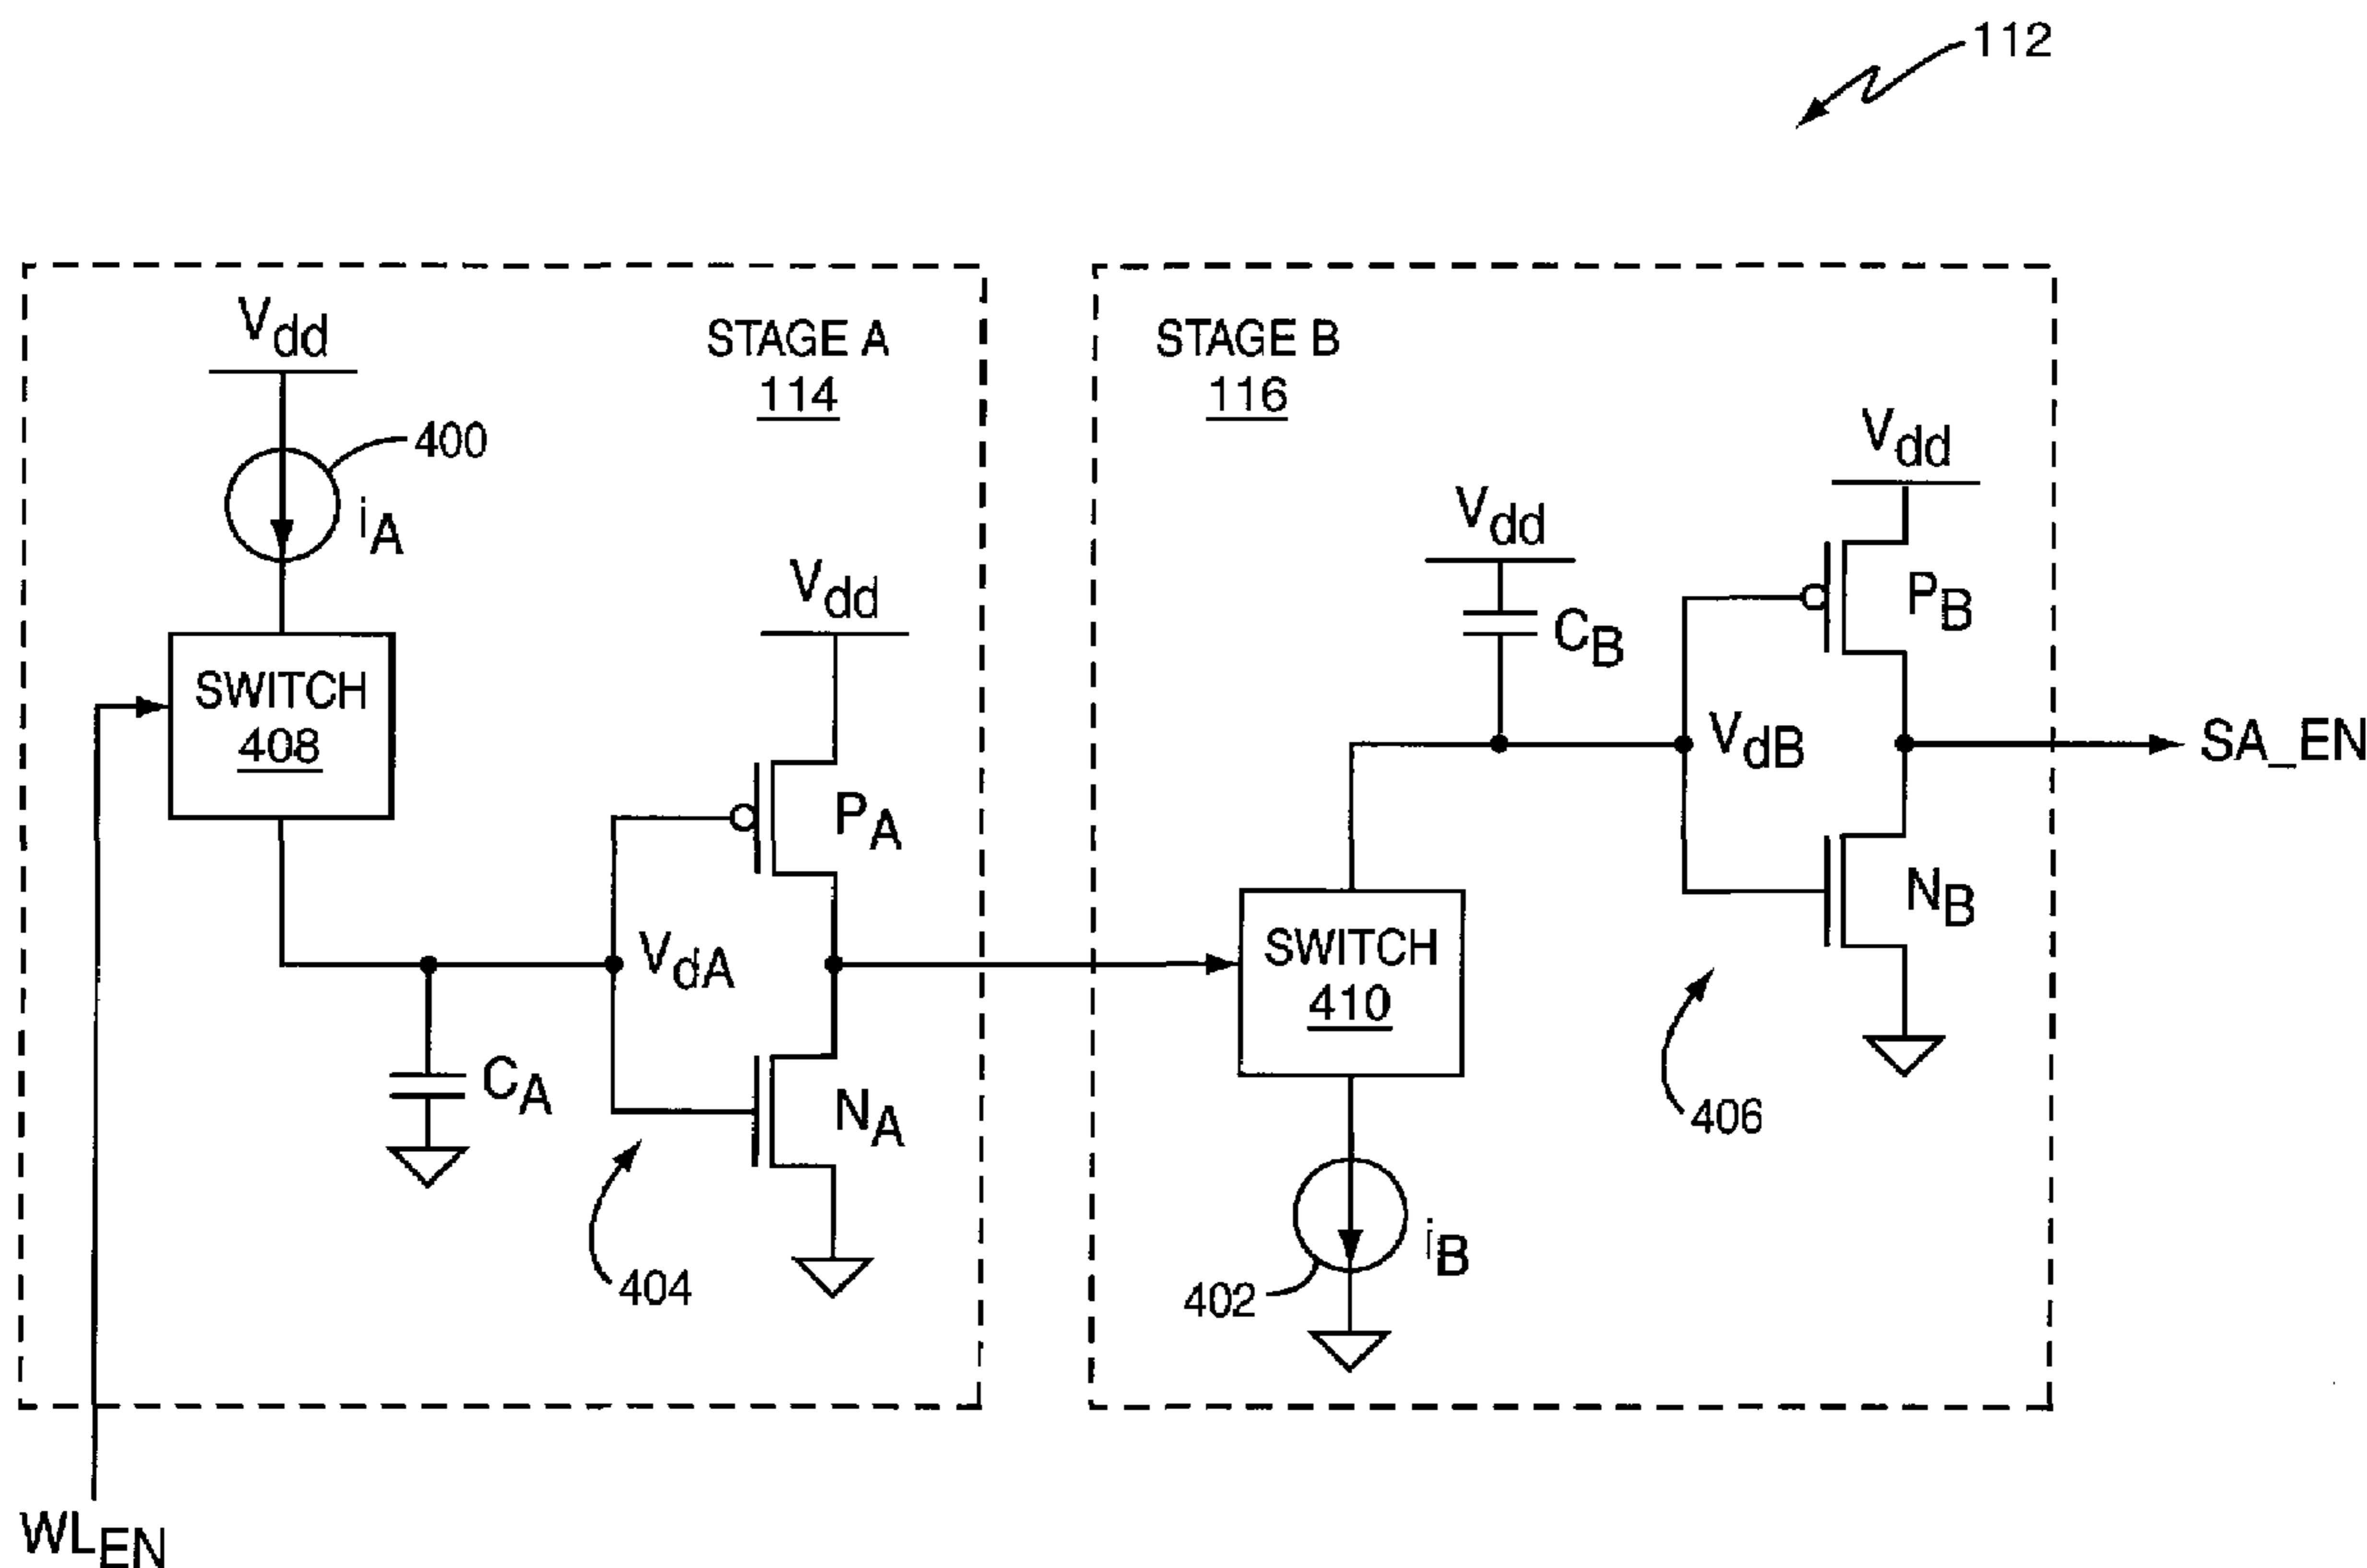 112
Vdd
STAGE A
114
400
iA
SWITCH
408
Vdd
PA
VdA
CA
NA
404
WLEN
STAGE B
116
Vdd
CB
Vdd
PB
VdB
SA_EN
NB
SWITCH
410
406
402
iB